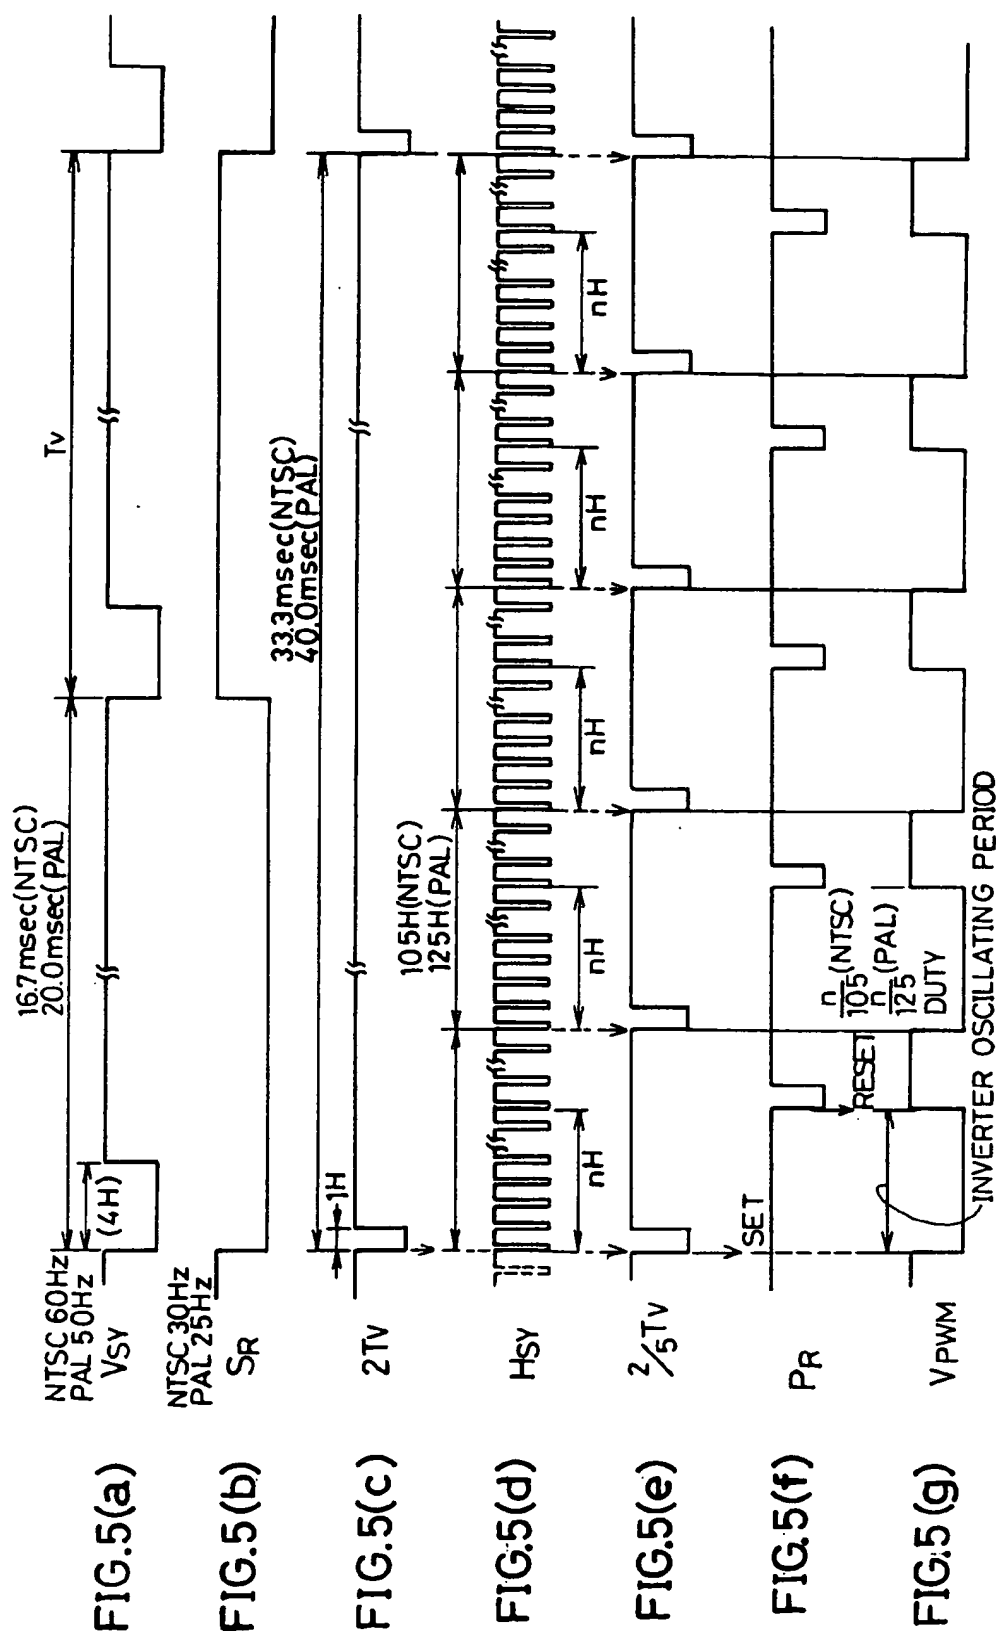 FIG.5(a)
NTSC 60Hz
PAL 50Hz
VSY
(4H)
16.7msec(NTSC)
20.0msec(PAL)
Tv
FIG.5(b)
NTSC 30Hz
PAL 25Hz
SR
FIG.5(c)
2TV
1H
33.3msec(NTSC)
40.0msec(PAL)
FIG.5(d)
HSY
105H(NTSC)
125H(PAL)
nH
nH
nH
nH
nH
FIG.5(e)
2/5TV
FIG.5(f)
PR
SET
RESET
FIG.5(g)
VPWM
n/105(NTSC)
n/125(PAL)
DUTY
INVERTER OSCILLATING PERIOD